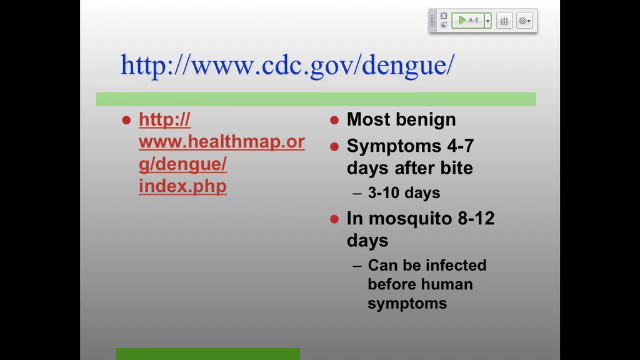 A-E
http://www.cdc.gov/dengue/
http://
www.healthmap.or
g/dengue/
index.php
Most benign
Symptoms 4-7
days after bite
– 3-10 days
In mosquito 8-12
days
– Can be infected
before human
symptoms